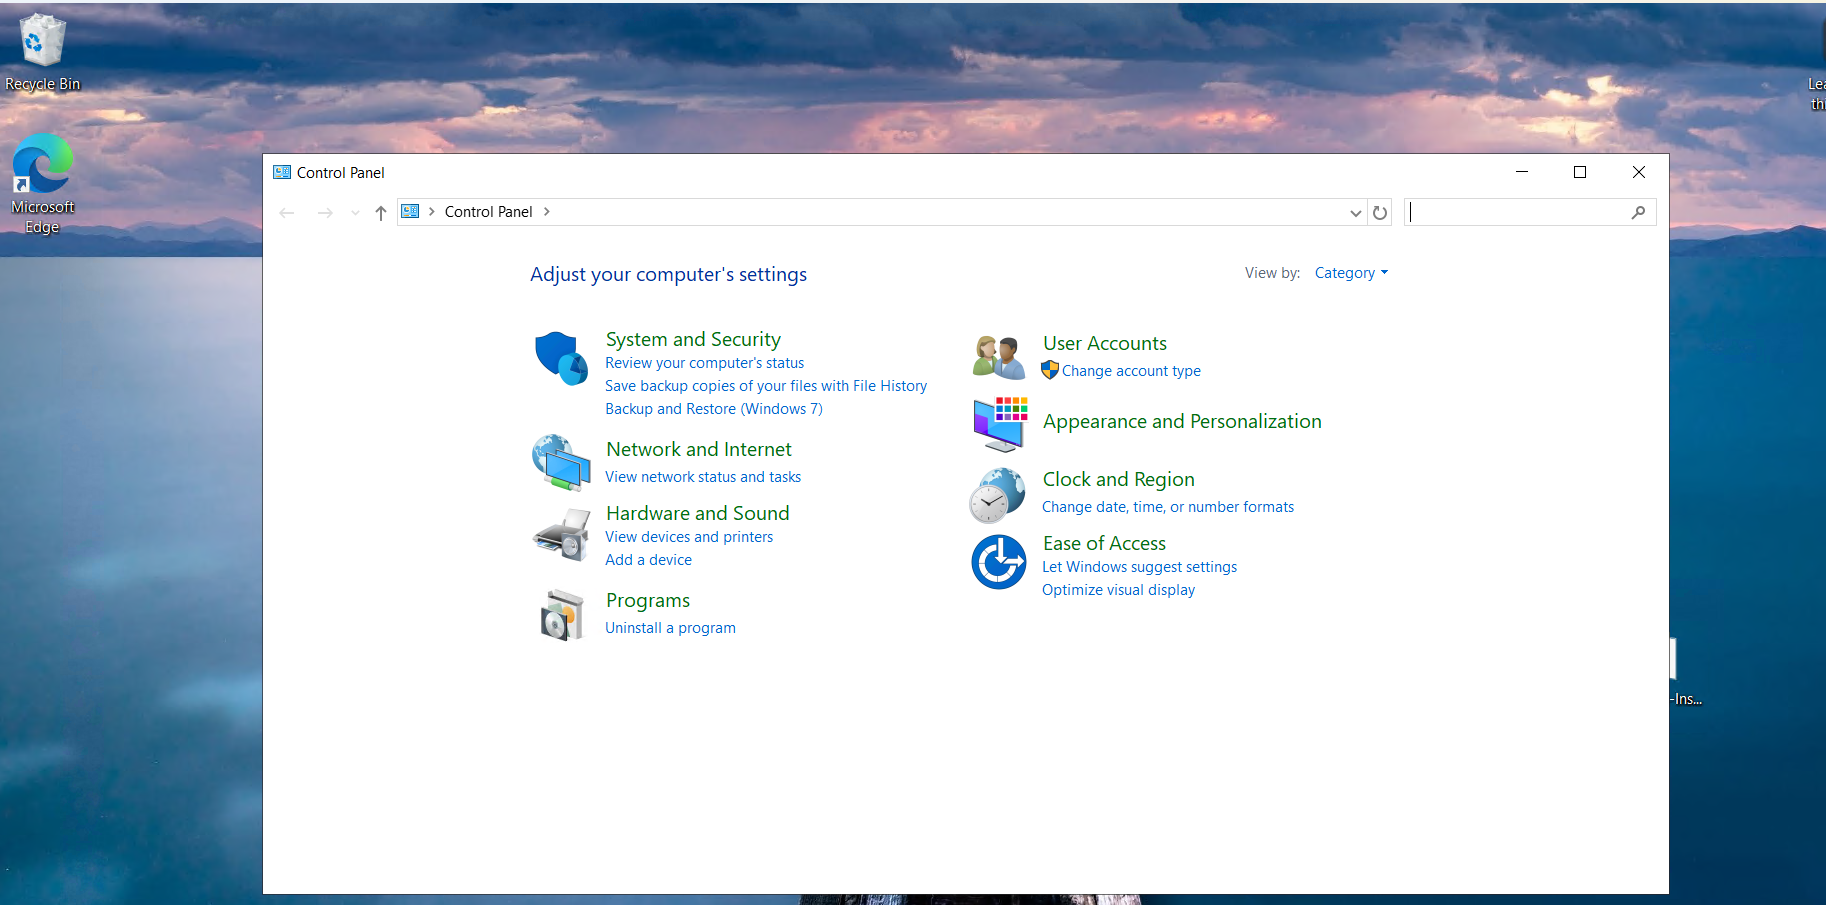 Recycle Bin
Microsoft
Edge
Control Panel
Control Panel
Adjust your computer's settings
View by: Category
System and Security
Review your computer's status
Save backup copies of your files with File History
Backup and Restore (Windows 7)
Network and Internet
View network status and tasks
Hardware and Sound
View devices and printers
Add a device
Programs
Uninstall a program
User Accounts
Change account type
Appearance and Personalization
Clock and Region
Change date, time, or number formats
Ease of Access
Let Windows suggest settings
Optimize visual display
-Ins...